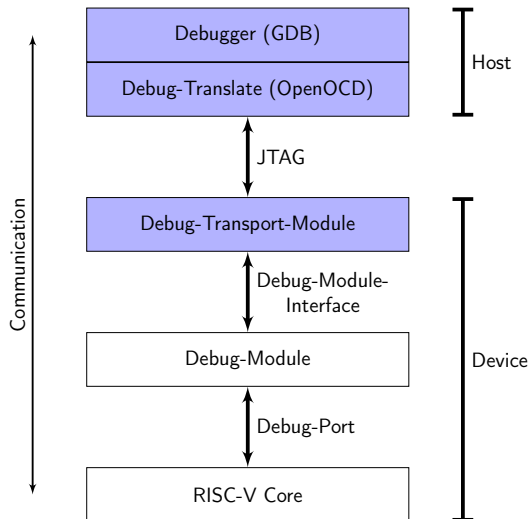 Debugger (GDB)
Debug-Translate (OpenOCD)
Host
JTAG
Communication
Debug-Transport-Module
Debug-Module-
Interface
Debug-Module
Device
Debug-Port
RISC-V Core